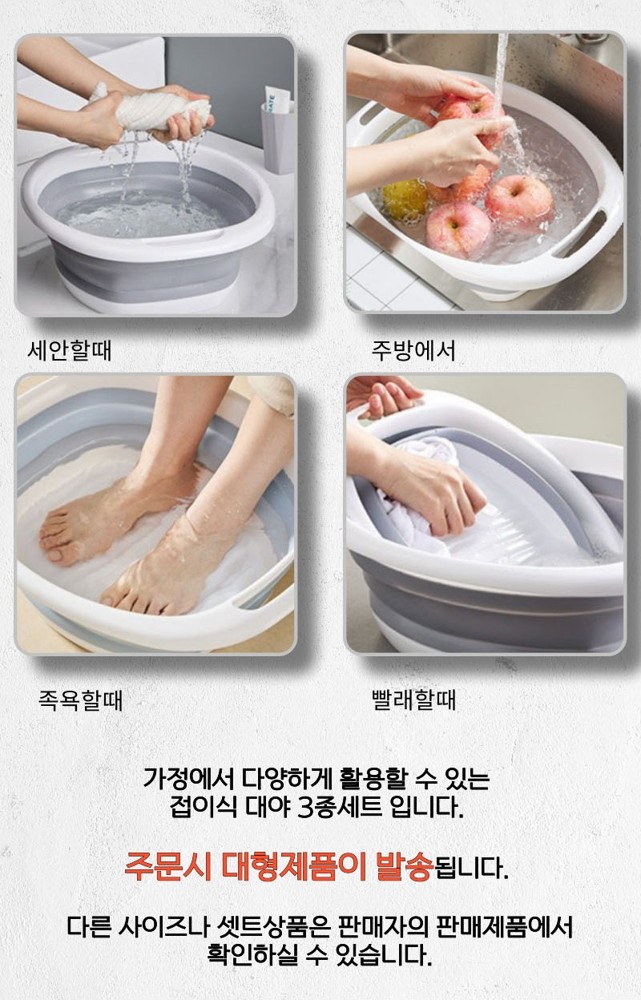 세안할때
주방에서
족욕할때
빨래할때
가정에서 다양하게 활용할 수 있는
접이식 대야 3종세트 입니다.
주문시 대형제품이 발송됩니다.
다른 사이즈나 셋트상품은 판매자의 판매제품에서
확인하실 수 있습니다.